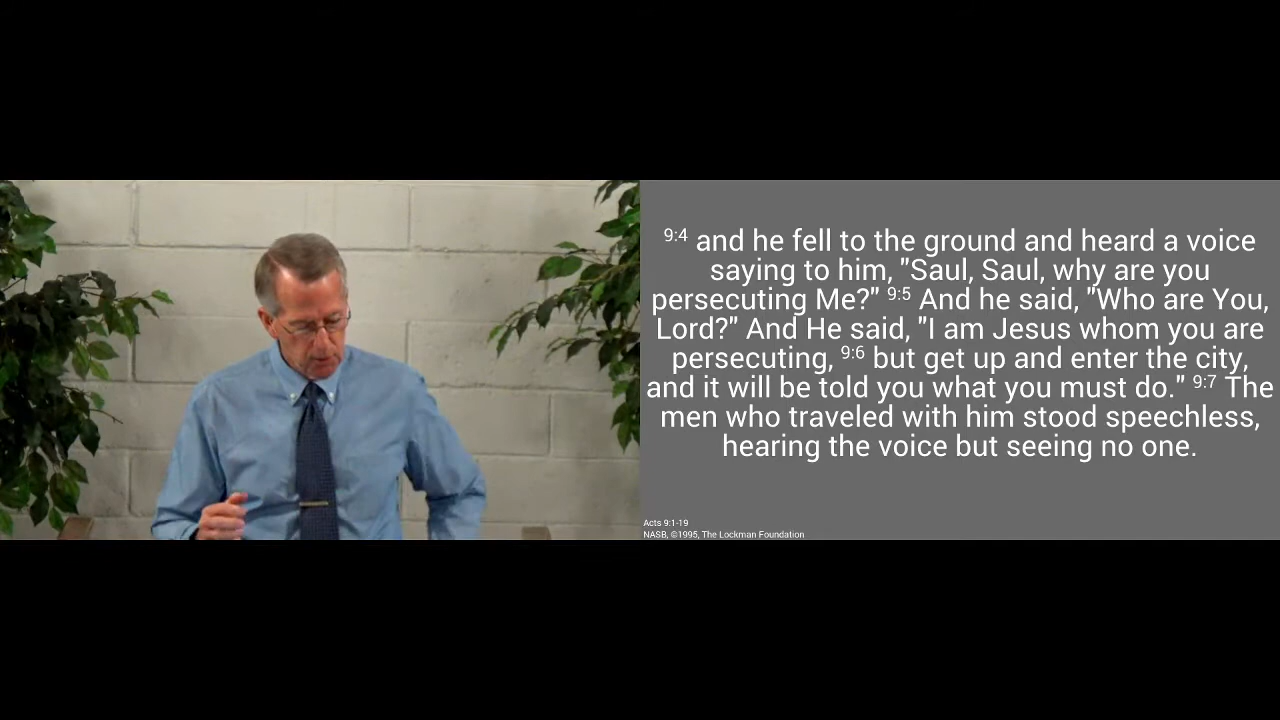 9:4 and he fell to the ground and heard a voice
saying to him, "Saul, Saul, why are you
persecuting Me?" 9:5 And he said, "Who are You,
Lord?" And He said, "I am Jesus whom you are
persecuting, 9:6 but get up and enter the city,
and it will be told you what you must do." 9:7 The
men who traveled with him stood speechless,
hearing the voice but seeing no one.
Acts 9:1-19
NASB, ©1995, The Lockman Foundation